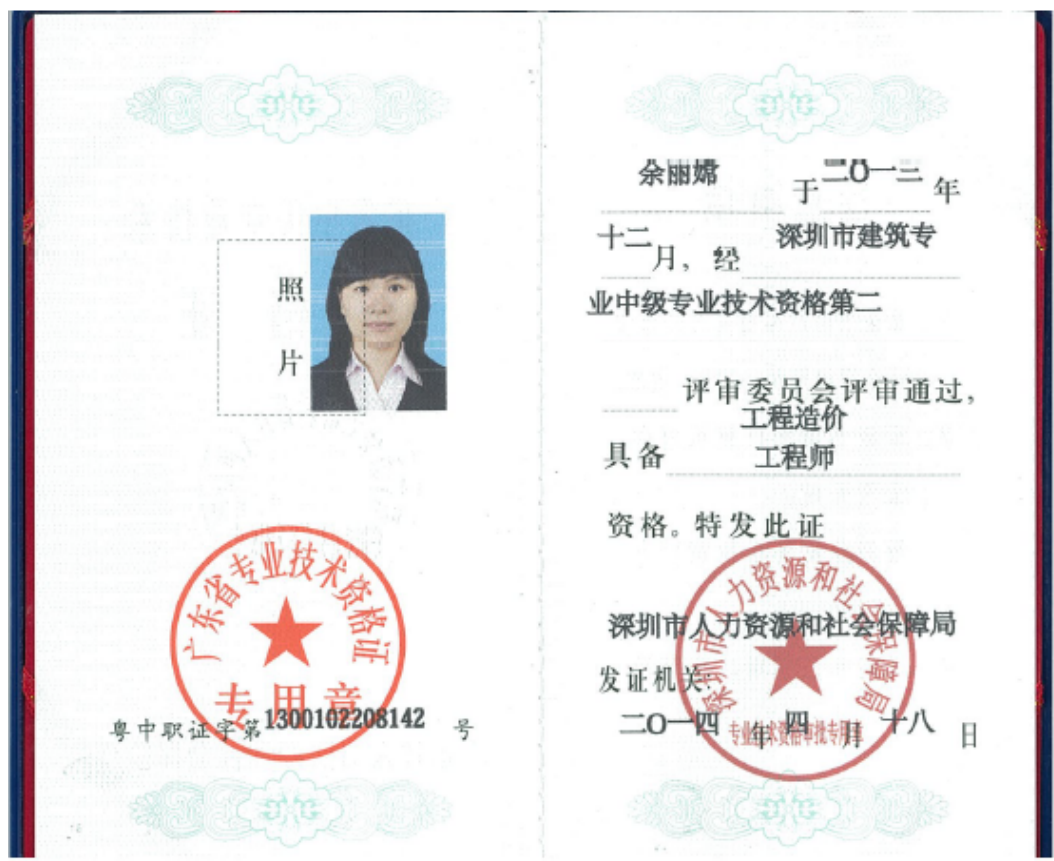 照
片
广东省专业技术资格证
专用章
粤中职证字第1300102208142号
余丽嫦 于二〇一三年
十二月，经深圳市建筑专
业中级专业技术资格第二
评审委员会评审通过，
工程造价
具备 工程师
资格。特发此证
深圳市人力资源和社会保障局
深圳市人力资源和社会保障局
发证机关：
二〇一四年四月十八日
专业技术资格审批专用章